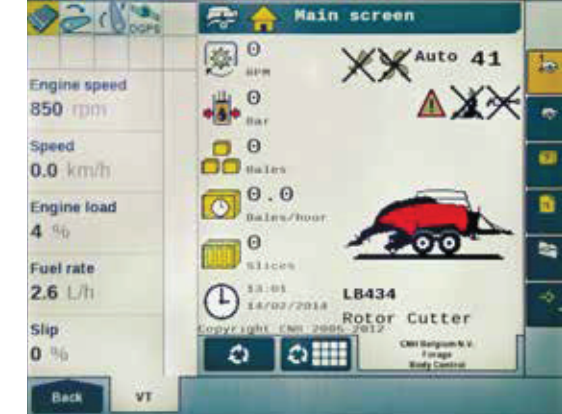 DGPS
Main screen
Engine speed
850 rpm
Speed
0.0 km/h
Engine load
4 %
Fuel rate
2.6 L/h
Slip
0 %
0
RPM
0
Bar
0
Bales
0.0
Bales/hour
0
Slices
13:01
14/02/2014
Auto 41
LB434
Rotor Cutter
Copyright CNH 2006-2012
CNH Belgium N.V.
Forage
Body Control
Back
VT